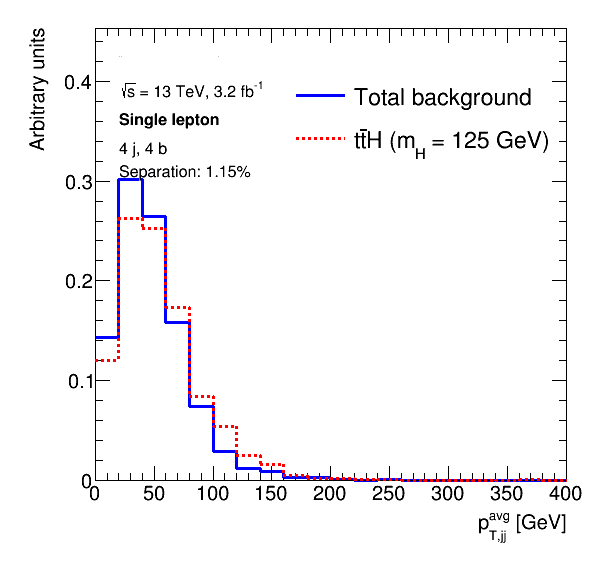 Arbitrary units
√s = 13 TeV, 3.2 fb⁻¹
Single lepton
4 j, 4 b
Separation: 1.15%
Total background
tt̄H (m_H = 125 GeV)
0.4
0.3
0.2
0.1
0
0 50 100 150 200 250 300 350 400
p_{T,jj}^{avg} [GeV]